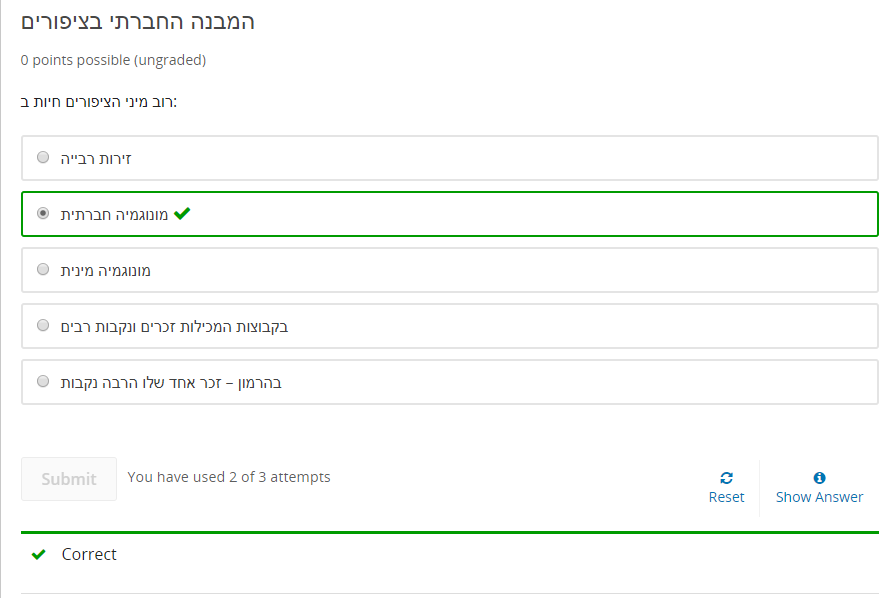 המבנה החברתי בציפורים
0 points possible (ungraded)
רוב מיני הציפורים חיות ב:
זירות רבייה
מונוגמיה חברתית
מונוגמיה מינית
בקבוצות המכילות זכרים ונקבות רבים
בהרמון – זכר אחד שלו הרבה נקבות
Submit
You have used 2 of 3 attempts
Reset
Show Answer
Correct